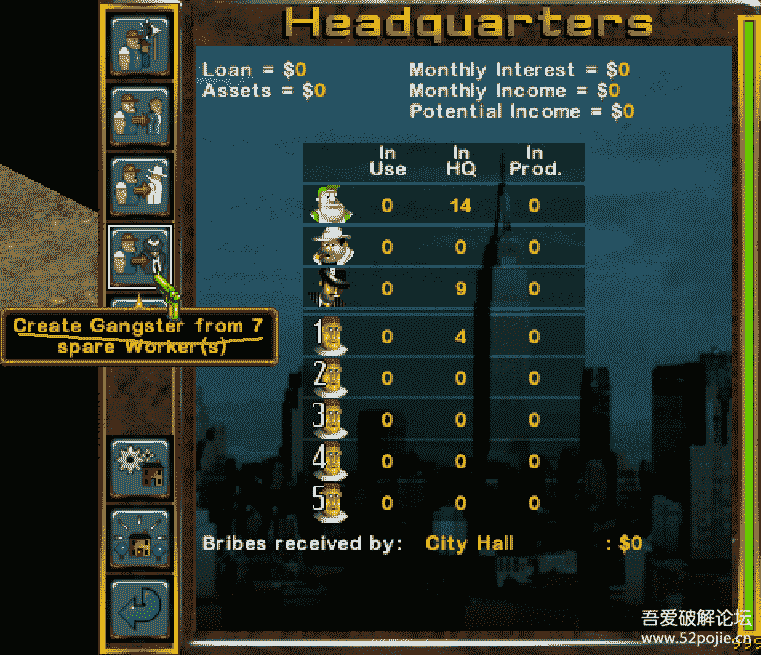 Headquarters
Loan = $0 Monthly Interest = $0
Assets = $0 Monthly Income = $0
Potential Income = $0
In Use In HQ In Prod.
0 14 0
0 0 0
0 9 0
1 0 4 0
2 0 0 0
3 0 0 0
4 0 0 0
5 0 0 0
Create Gangster from 7
spare Worker(s)
Bribes received by: City Hall : $0
吾爱破解论坛
www.52pojie.cn